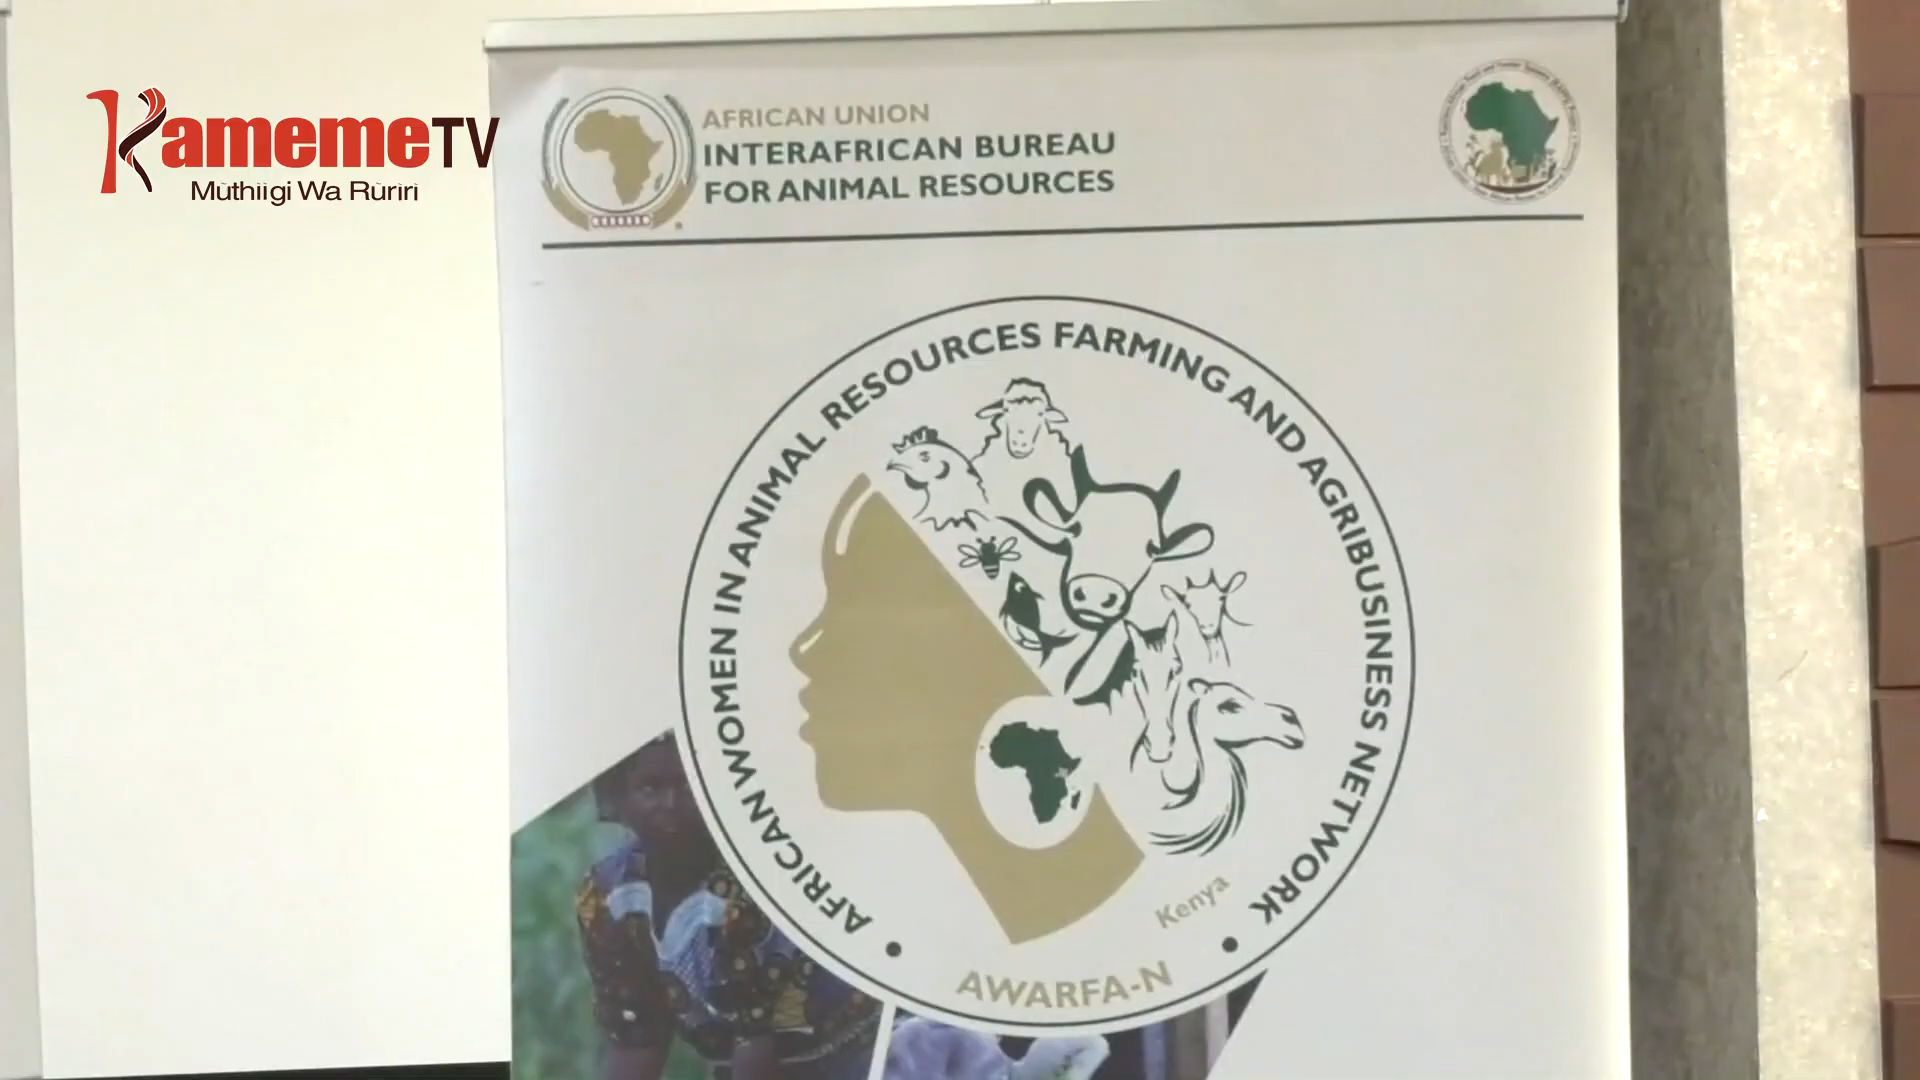 KamemeTV
Mũthiigi Wa Rũrĩrĩ
AFRICAN UNION
INTERAFRICAN BUREAU
FOR ANIMAL RESOURCES
AFRICAN WOMEN IN ANIMAL RESOURCES FARMING AND AGRIBUSINESS NETWORK
Kenya
AWARFA-N